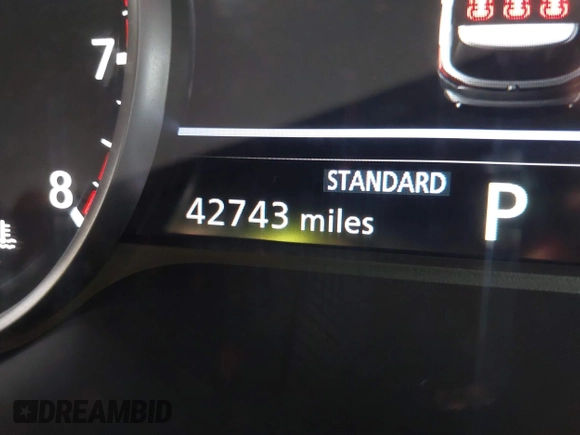 7
8
STANDARD
42743 miles P
DREAMBID